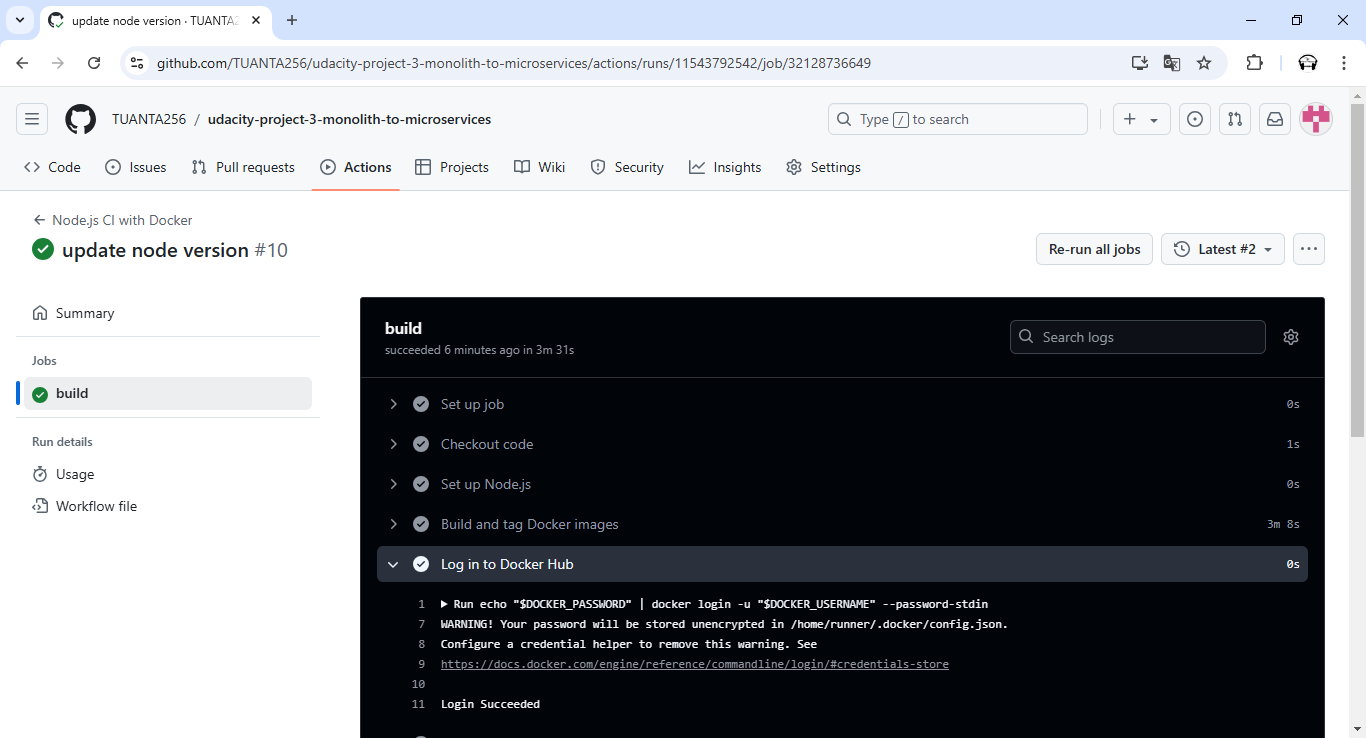 update node version · TUANTA2
github.com/TUANTA256/udacity-project-3-monolith-to-microservices/actions/runs/11543792542/job/32128736649
TUANTA256 / udacity-project-3-monolith-to-microservices
Type / to search
Code Issues Pull requests Actions Projects Wiki Security Insights Settings
Node.js CI with Docker
update node version #10
Re-run all jobs
Latest #2
Summary
Jobs
build
Run details
Usage
Workflow file
build
succeeded 6 minutes ago in 3m 31s
Search logs
Set up job 0s
Checkout code 1s
Set up Node.js 0s
Build and tag Docker images 3m 8s
Log in to Docker Hub 0s
1 ▶ Run echo "$DOCKER_PASSWORD" | docker login -u "$DOCKER_USERNAME" --password-stdin
7 WARNING! Your password will be stored unencrypted in /home/runner/.docker/config.json.
8 Configure a credential helper to remove this warning. See
9 https://docs.docker.com/engine/reference/commandline/login/#credentials-store
10
11 Login Succeeded